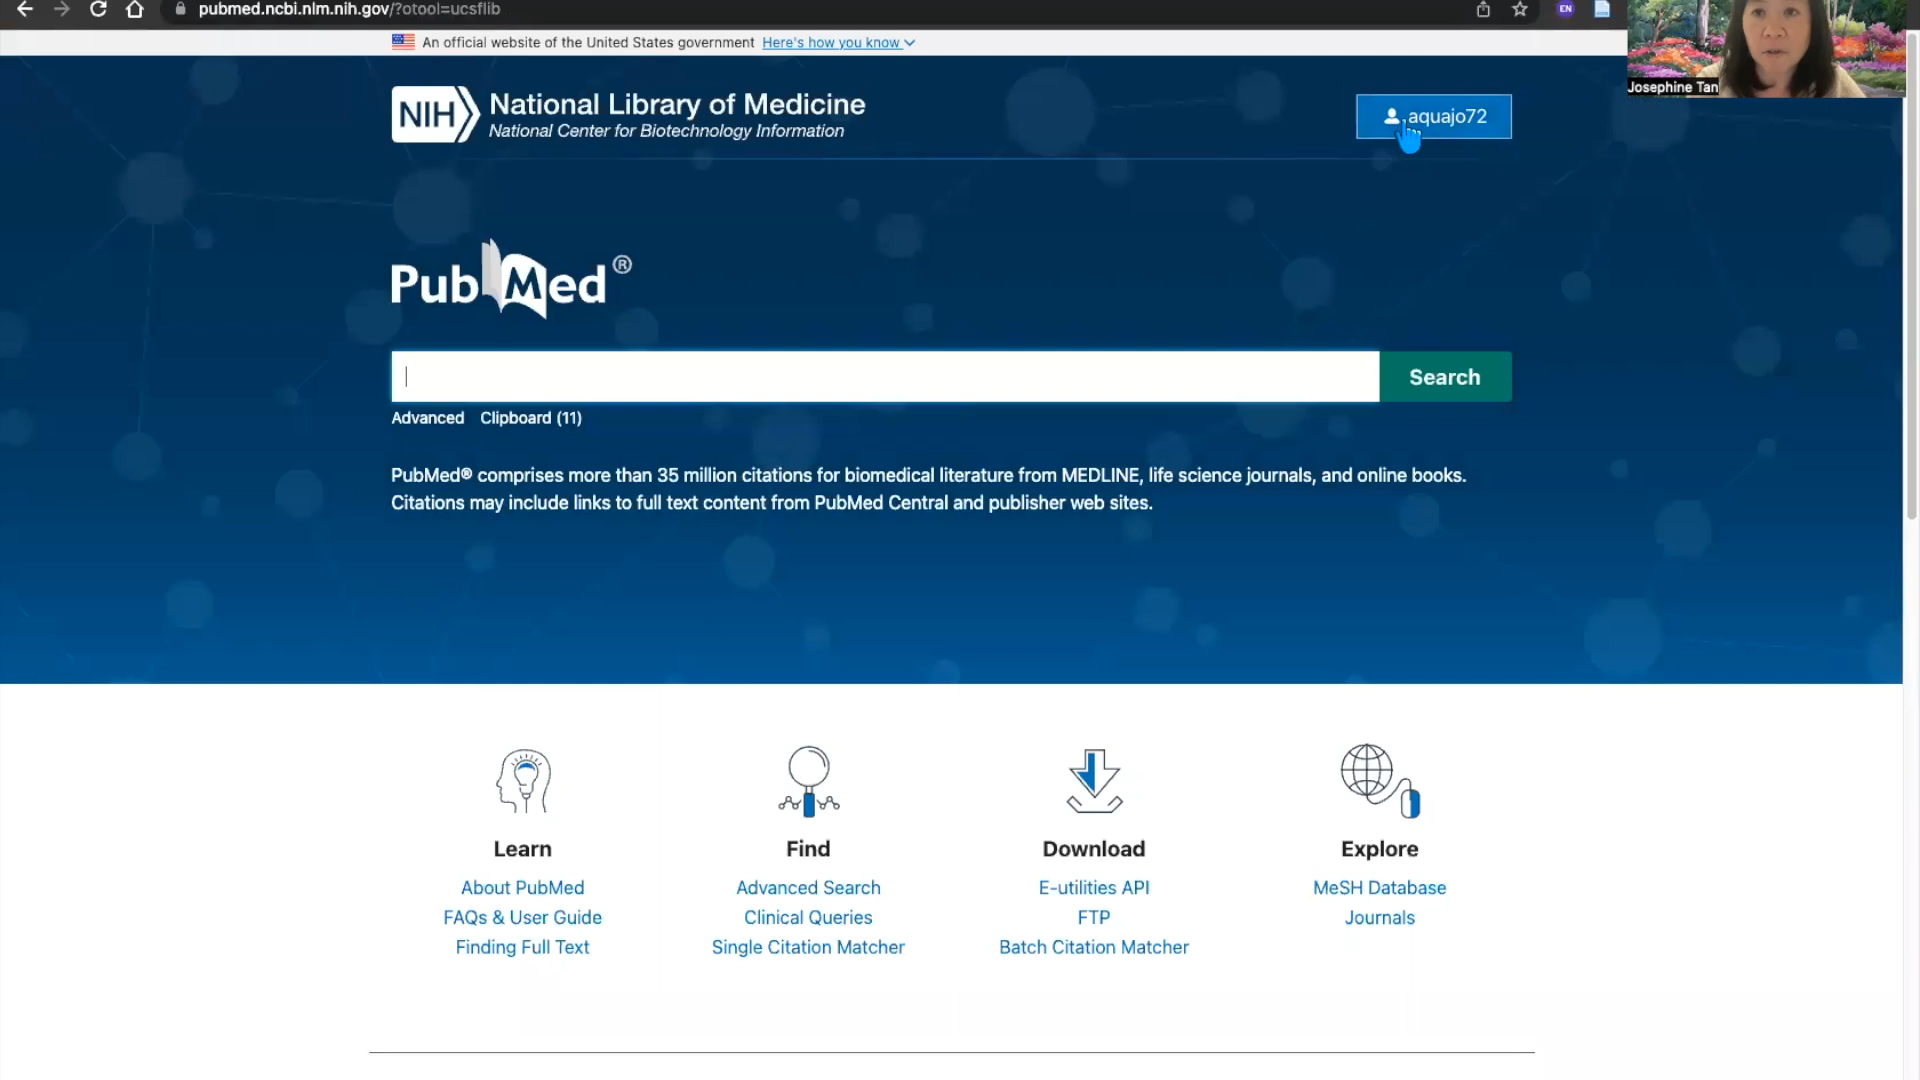 pubmed.ncbi.nlm.nih.gov/?otool=ucsflib
EN
An official website of the United States government Here's how you know
Josephine Tan
NIH National Library of Medicine
National Center for Biotechnology Information
aquajo72
PubMed®
Search
Advanced Clipboard (11)
PubMed® comprises more than 35 million citations for biomedical literature from MEDLINE, life science journals, and online books.
Citations may include links to full text content from PubMed Central and publisher web sites.
Learn
About PubMed
FAQs & User Guide
Finding Full Text
Find
Advanced Search
Clinical Queries
Single Citation Matcher
Download
E-utilities API
FTP
Batch Citation Matcher
Explore
MeSH Database
Journals